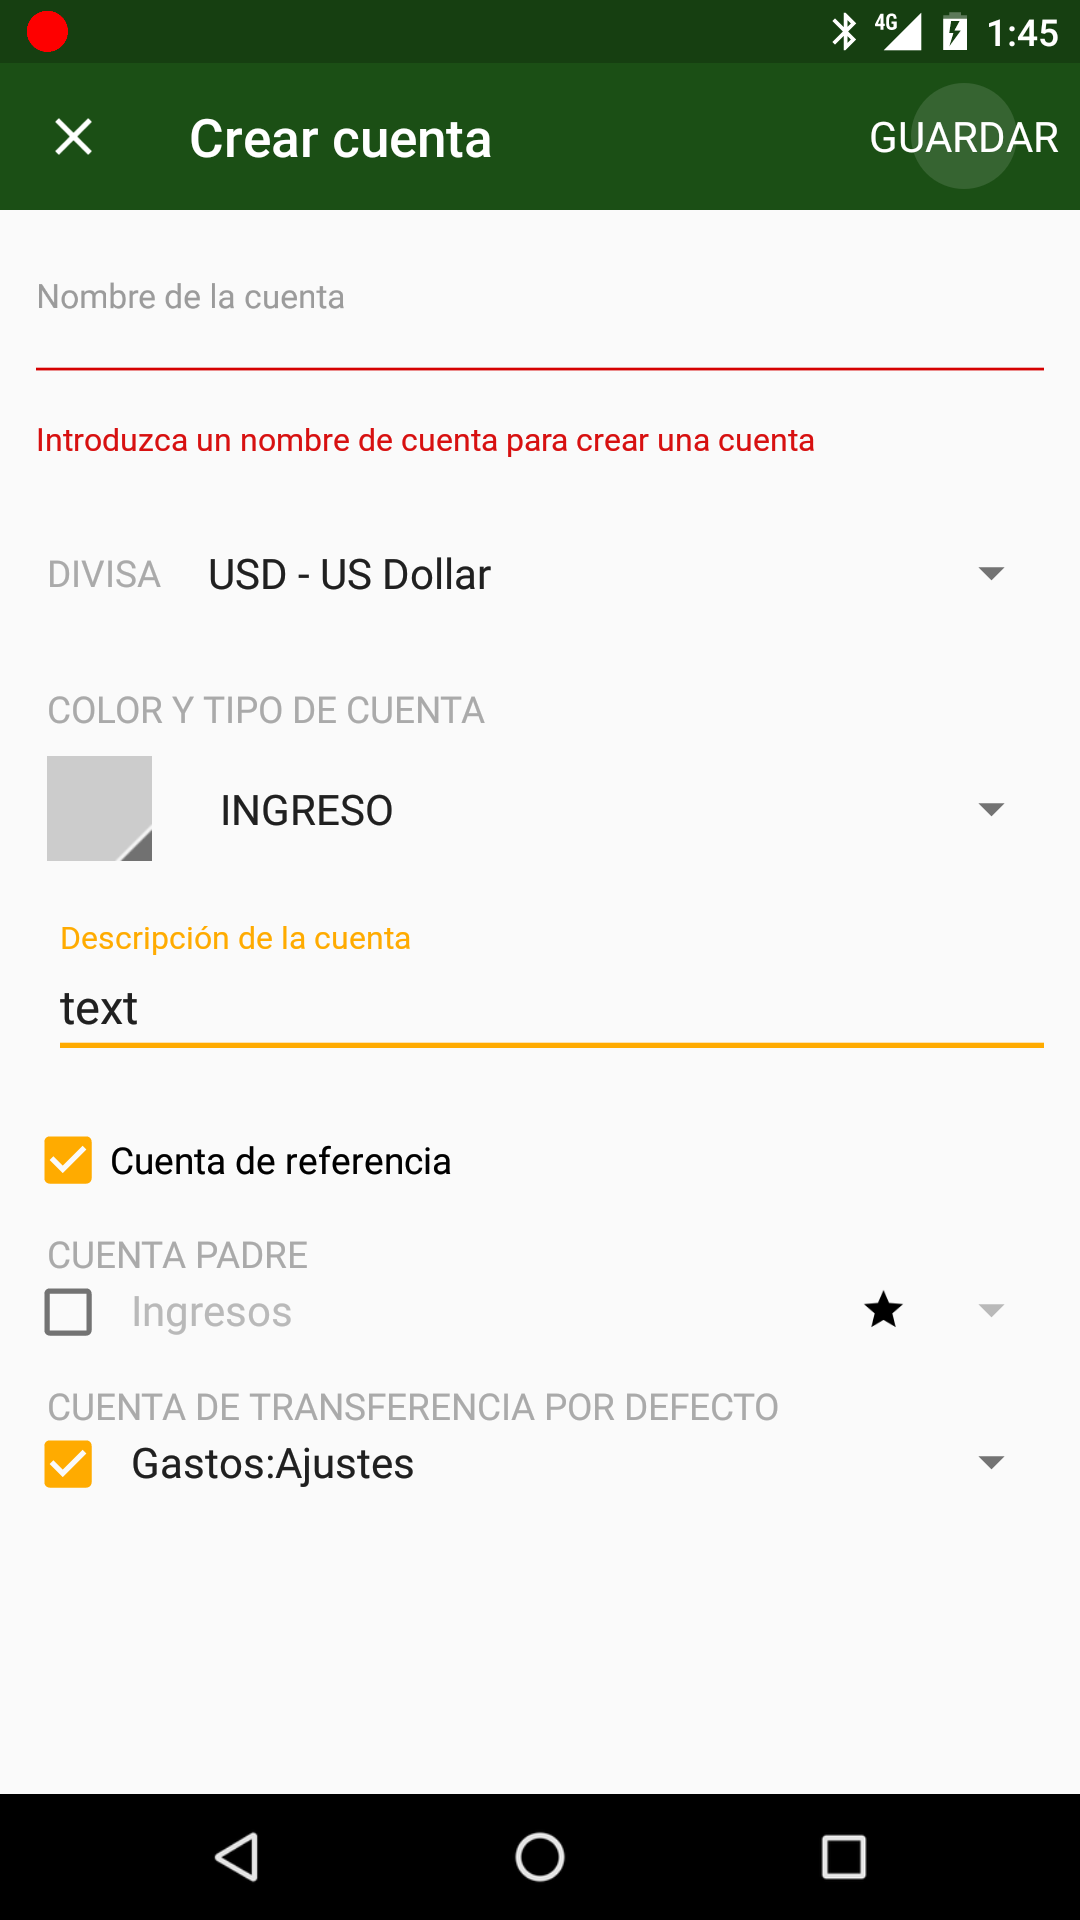 4G 1:45
Crear cuenta GUARDAR
Nombre de la cuenta
Introduzca un nombre de cuenta para crear una cuenta
DIVISA USD - US Dollar
COLOR Y TIPO DE CUENTA
INGRESO
Descripción de la cuenta
text
Cuenta de referencia
CUENTA PADRE
Ingresos
CUENTA DE TRANSFERENCIA POR DEFECTO
Gastos:Ajustes